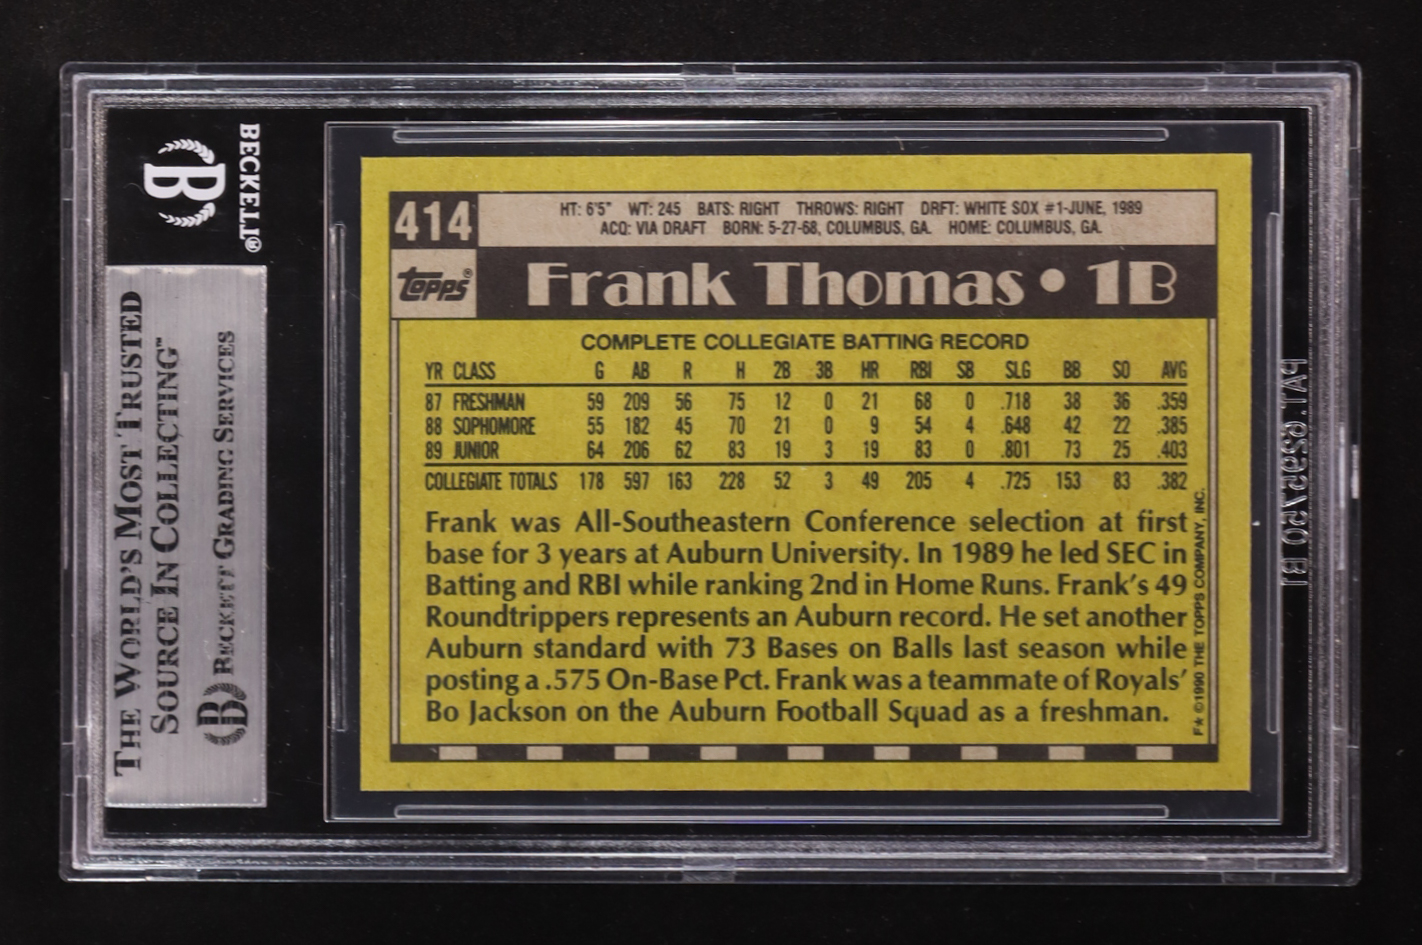 BECKETT®
B
THE WORLD'S MOST TRUSTED
SOURCE IN COLLECTING™
B BECKETT GRADING SERVICES
414
HT: 6'5" WT: 245 BATS: RIGHT THROWS: RIGHT DRFT: WHITE SOX #1-JUNE, 1989
ACQ: VIA DRAFT BORN: 5-27-68, COLUMBUS, GA. HOME: COLUMBUS, GA.
topps®
Frank Thomas • 1B
COMPLETE COLLEGIATE BATTING RECORD
YR CLASS G AB R H 2B 3B HR RBI SB SLG BB SO AVG
87 FRESHMAN 59 209 56 75 12 0 21 68 0 .718 38 36 .359
88 SOPHOMORE 55 182 45 70 21 0 9 54 4 .648 42 22 .385
89 JUNIOR 64 206 62 83 19 3 19 83 0 .801 73 25 .403
COLLEGIATE TOTALS 178 597 163 228 52 3 49 205 4 .725 153 83 .382
Frank was All-Southeastern Conference selection at first
base for 3 years at Auburn University. In 1989 he led SEC in
Batting and RBI while ranking 2nd in Home Runs. Frank's 49
Roundtrippers represents an Auburn record. He set another
Auburn standard with 73 Bases on Balls last season while
posting a .575 On-Base Pct. Frank was a teammate of Royals'
Bo Jackson on the Auburn Football Squad as a freshman.
F★ ©1990 THE TOPPS COMPANY, INC.